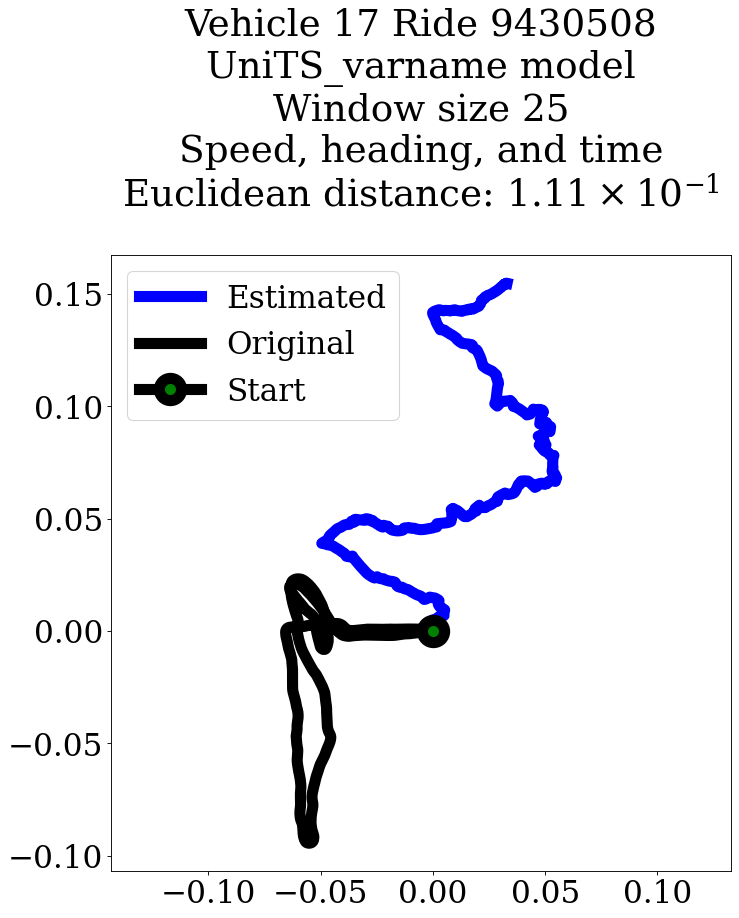 Vehicle 17 Ride 9430508
UniTS_varname model
Window size 25
Speed, heading, and time
Euclidean distance: 1.11 × 10⁻¹
Estimated
Original
Start
0.15
0.10
0.05
0.00
−0.05
−0.10
−0.10 −0.05 0.00 0.05 0.10